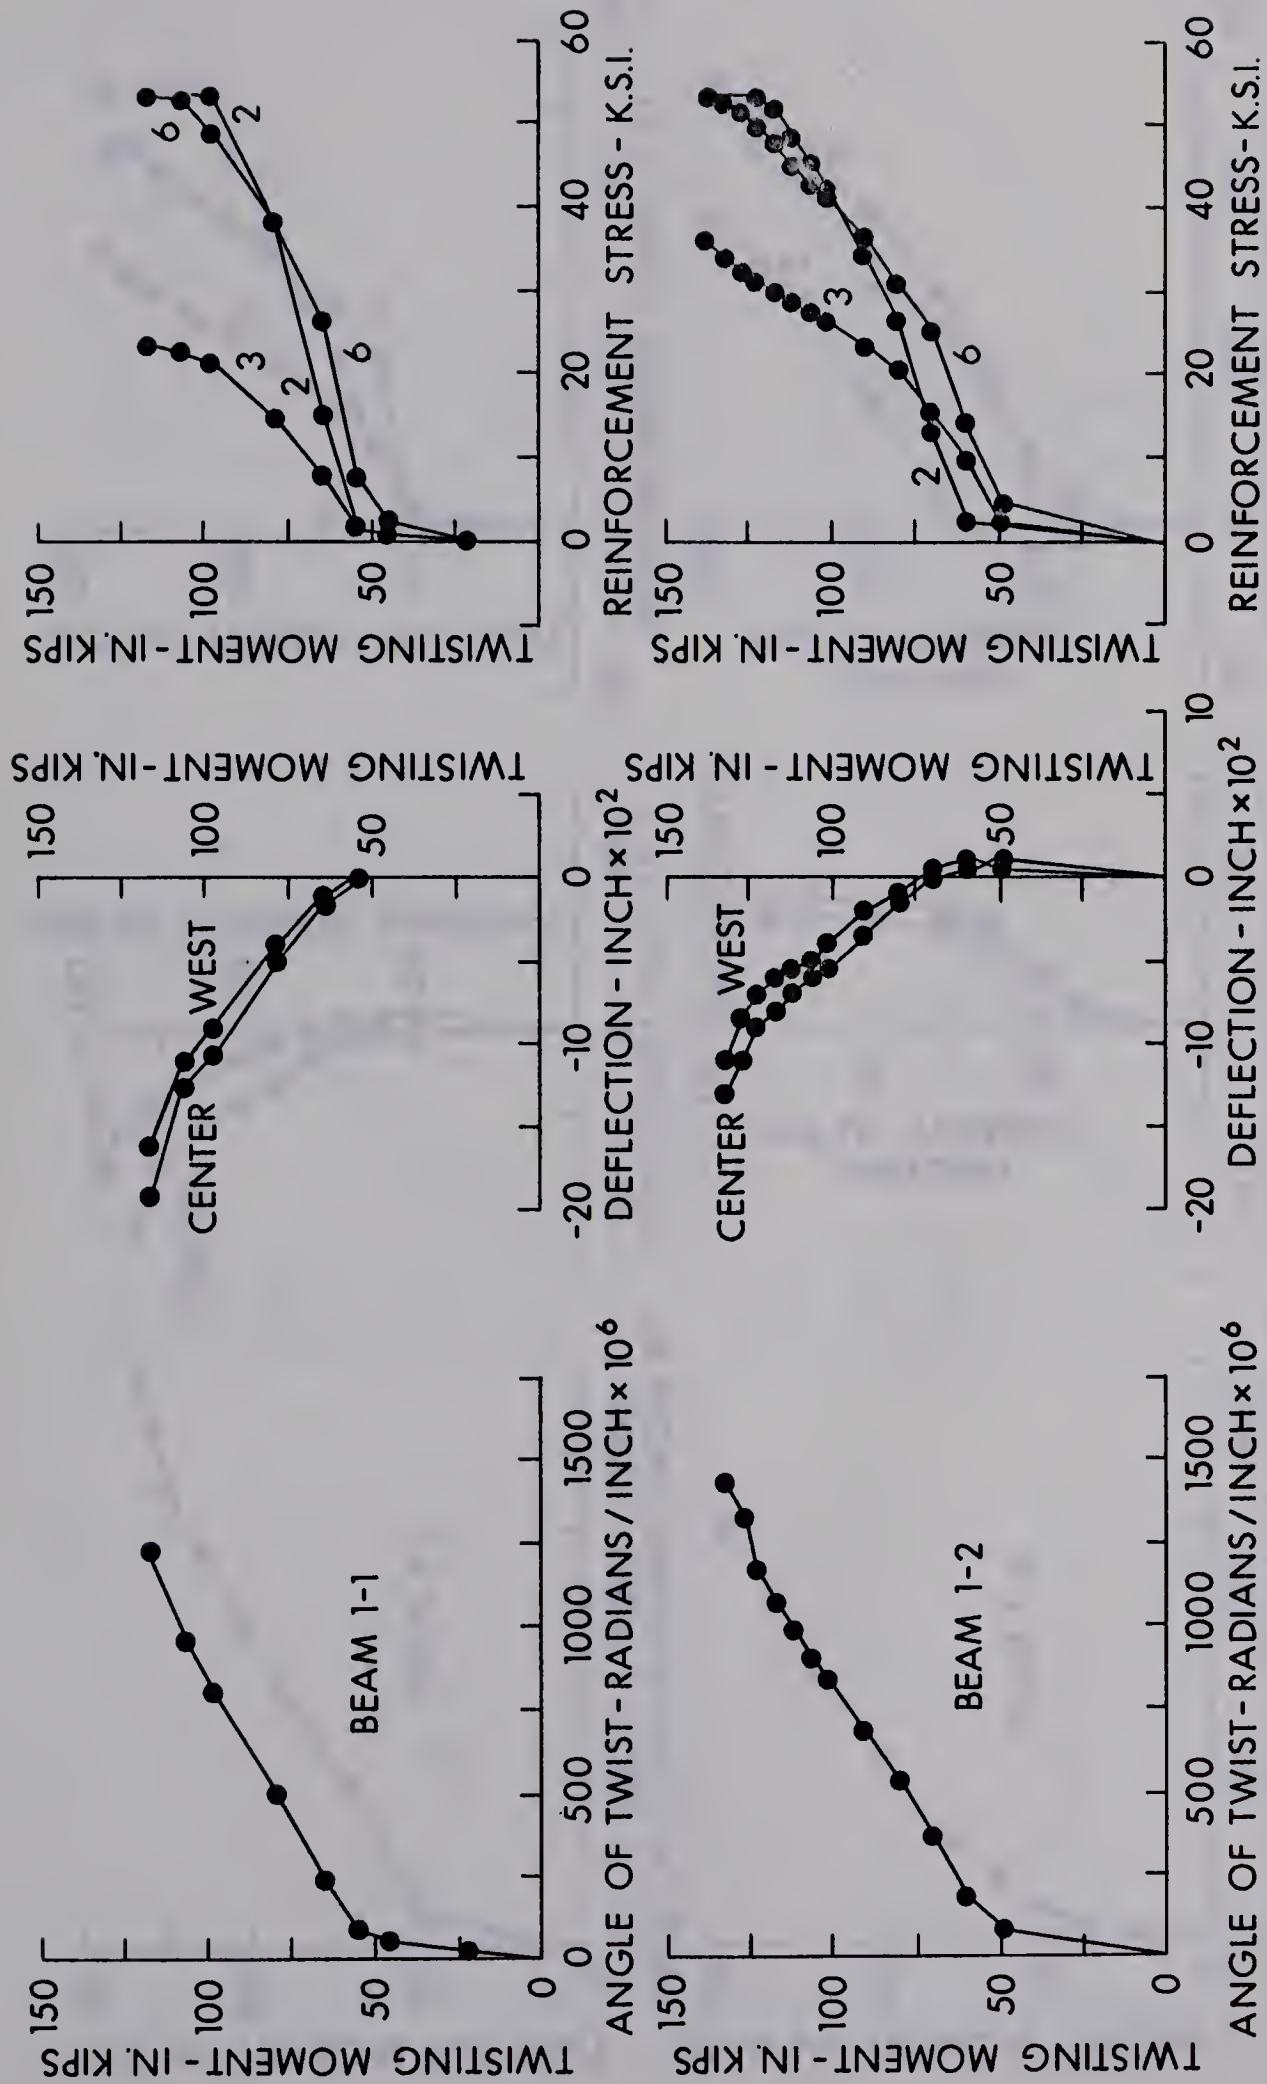 TWISTING MOMENT-IN. KIPS
150
100
50
0
BEAM 1-1
0
500
1000
1500
ANGLE OF TWIST-RADIANS/INCH×10⁶
TWISTING MOMENT-IN. KIPS
150
100
50
CENTER
WEST
-20
-10
0
DEFLECTION-INCH×10²
TWISTING MOMENT-IN. KIPS
150
100
50
6
2
3
2
6
0
20
40
60
REINFORCEMENT STRESS-K.S.I.
TWISTING MOMENT-IN. KIPS
150
100
50
0
BEAM 1-2
500
1000
1500
ANGLE OF TWIST-RADIANS/INCH×10⁶
TWISTING MOMENT-IN. KIPS
150
100
50
CENTER
WEST
-20
-10
0
10
DEFLECTION-INCH×10²
TWISTING MOMENT-IN. KIPS
150
100
50
3
2
6
0
20
40
60
REINFORCEMENT STRESS-K.S.I.